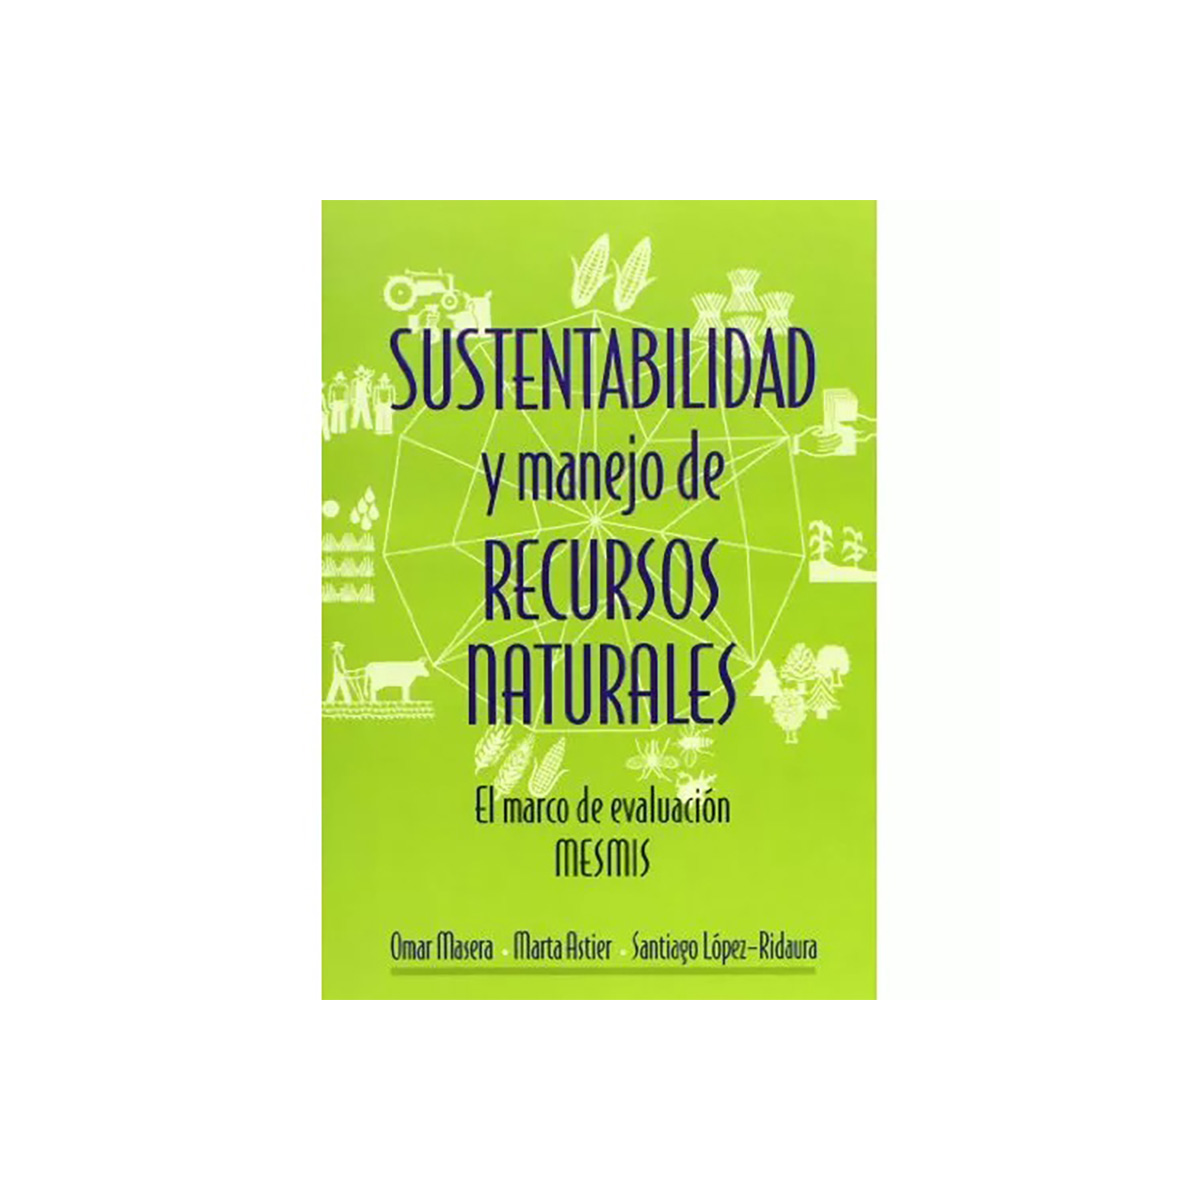 SUSTENTABILIDAD
y manejo de
RECURSOS
NATURALES
El marco de evaluación
MESMIS
Omar Masera • Marta Astier • Santiago López-Ridaura